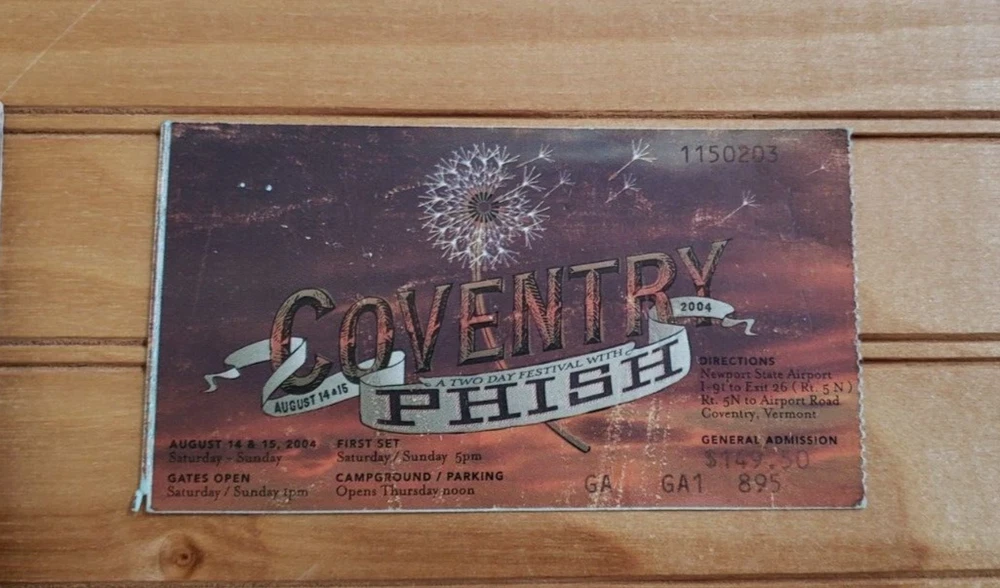 1150203
COVENTRY
2004
A TWO DAY FESTIVAL WITH
PHISH
AUGUST 14 & 15
DIRECTIONS
Newport State Airport
I-91 to Exit 26 ( Rt. 5 N )
Rt. 5N to Airport Road
Coventry, Vermont
AUGUST 14 & 15, 2004
Saturday - Sunday
GATES OPEN
Saturday / Sunday 1pm
FIRST SET
Saturday / Sunday 5pm
CAMPGROUND / PARKING
Opens Thursday noon
GENERAL ADMISSION
$149.50
GA GA1 895